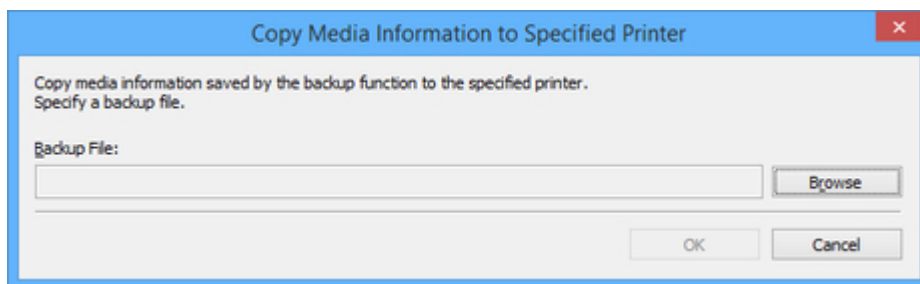 Copy Media Information to Specified Printer
Copy media information saved by the backup function to the specified printer.
Specify a backup file.
Backup File:
Browse
OK
Cancel